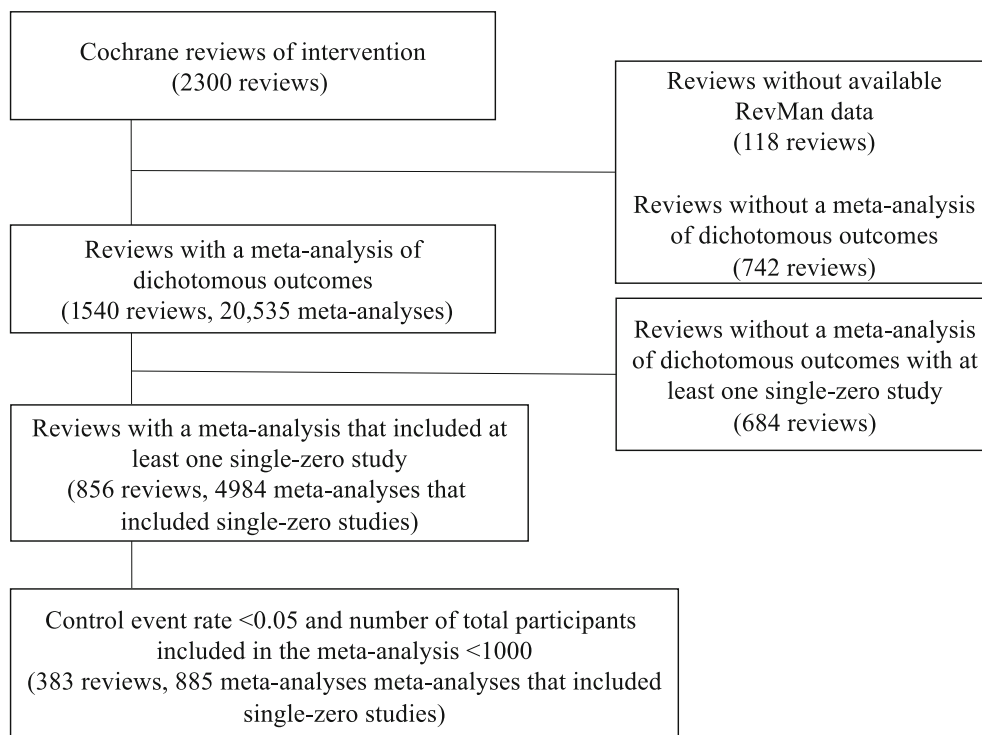 Cochrane reviews of intervention
(2300 reviews)
Reviews without available
RevMan data
(118 reviews)
Reviews without a meta-analysis
of dichotomous outcomes
(742 reviews)
Reviews with a meta-analysis of
dichotomous outcomes
(1540 reviews, 20,535 meta-analyses)
Reviews without a meta-analysis
of dichotomous outcomes with at
least one single-zero study
(684 reviews)
Reviews with a meta-analysis that included at
least one single-zero study
(856 reviews, 4984 meta-analyses that
included single-zero studies)
Control event rate <0.05 and number of total participants
included in the meta-analysis <1000
(383 reviews, 885 meta-analyses meta-analyses that included
single-zero studies)